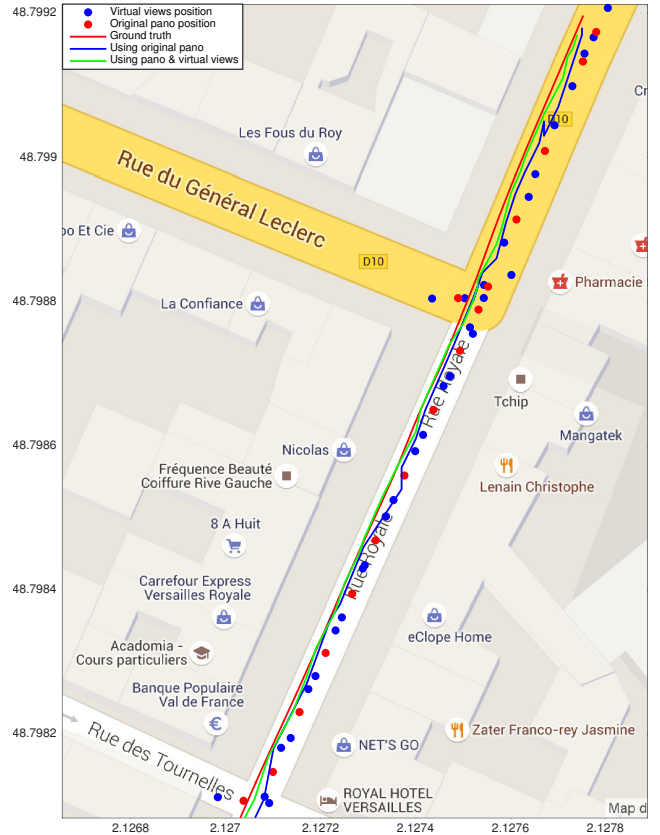 48.7992
Virtual views position
Original pano position
Ground truth
Using original pano
Using pano & virtual views
Cr
D10
Les Fous du Roy
48.799
Rue du Général Leclerc
oo Et Cie
D10
Pharmacie
La Confiance
48.7988
Rue Royale
Tchip
Mangatek
48.7986
Nicolas
Fréquence Beauté
Coiffure Rive Gauche
Lenain Christophe
8 A Huit
Rue Royale
48.7984
Carrefour Express
Versailles Royale
eClope Home
Acadomia -
Cours particuliers
Banque Populaire
Val de France
€
Zater Franco-rey Jasmine
48.7982
Rue des Tournelles
NET'S GO
ROYAL HOTEL
VERSAILLES
Map d
2.1268
2.127
2.1272
2.1274
2.1276
2.1278